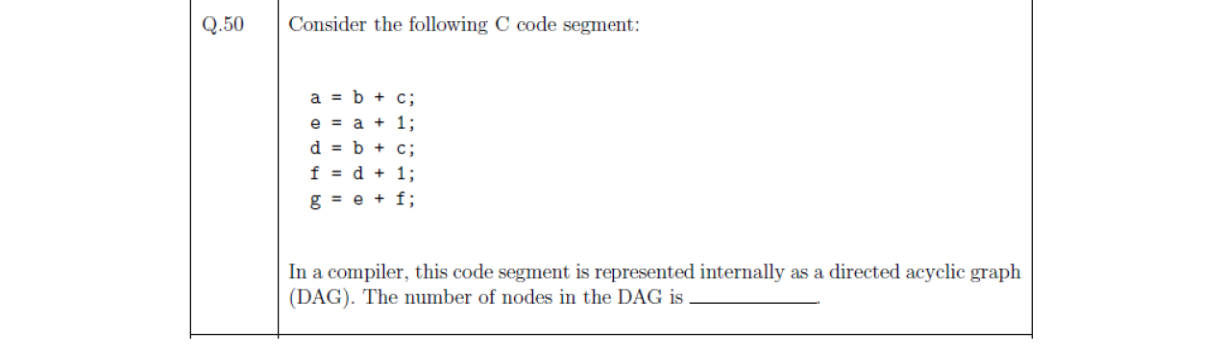 Q.50 Consider the following C code segment:
a = b + c;
e = a + 1;
d = b + c;
f = d + 1;
g = e + f;
In a compiler, this code segment is represented internally as a directed acyclic graph
(DAG). The number of nodes in the DAG is ____________.